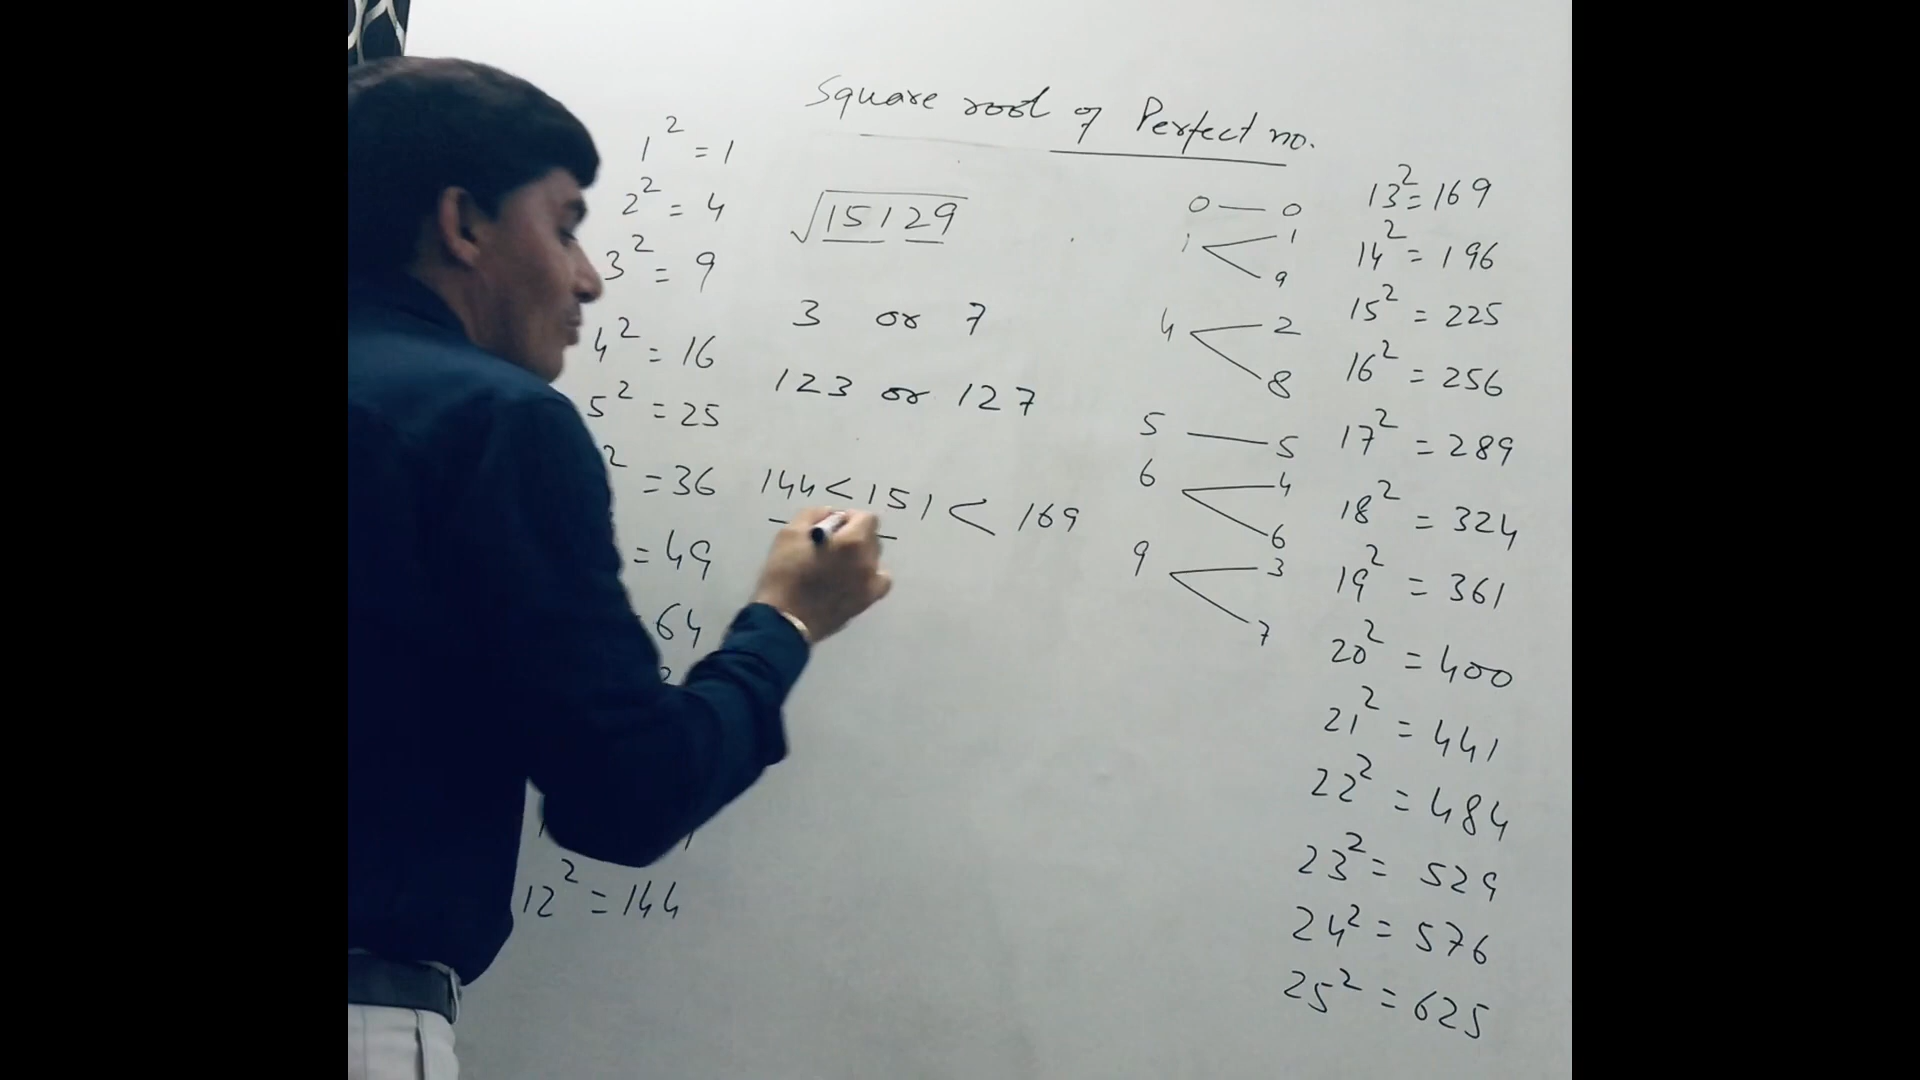 Square root of Perfect no.
1² = 1
2² = 4
3² = 9
4² = 16
5² = 25
² = 36
= 49
= 64
12² = 144
√15129
3 or 7
123 or 127
144 < 151 < 169
0 — 0
1 < 1
9
4 < 2
8
5 — 5
6 < 4
6
9 < 3
7
13² = 169
14² = 196
15² = 225
16² = 256
17² = 289
18² = 324
19² = 361
20² = 400
21² = 441
22² = 484
23² = 529
24² = 576
25² = 625